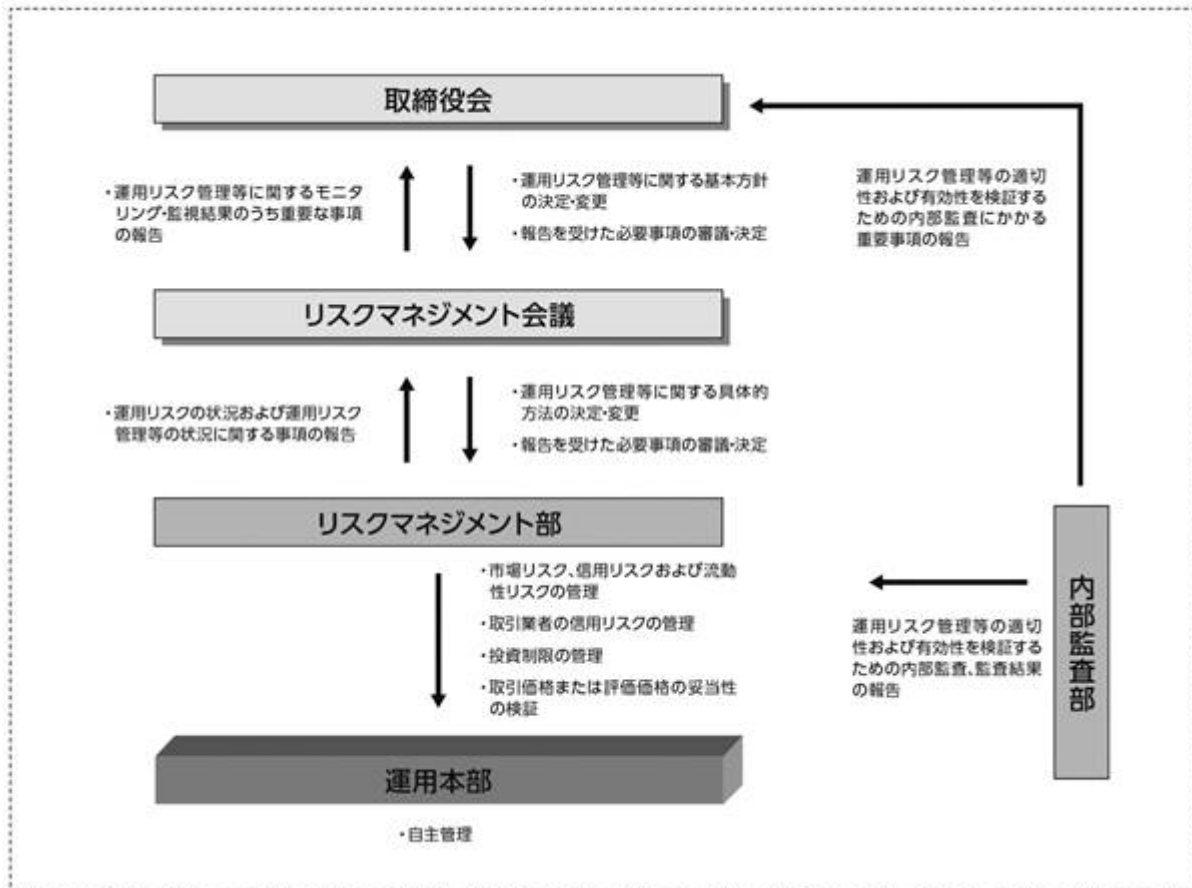 取締役会
・運用リスク管理等に関するモニタ
リング・監視結果のうち重要な事項
の報告
・運用リスク管理等に関する基本方針
の決定・変更
・報告を受けた必要事項の審議・決定
運用リスク管理等の適切
性および有効性を検証する
ための内部監査にかかる
重要事項の報告
リスクマネジメント会議
・運用リスクの状況および運用リスク
管理等の状況に関する事項の報告
・運用リスク管理等に関する具体的
方法の決定・変更
・報告を受けた必要事項の審議・決定
リスクマネジメント部
・市場リスク、信用リスクおよび流動
性リスクの管理
・取引業者の信用リスクの管理
・投資制限の管理
・取引価格または評価価格の妥当性
の検証
運用リスク管理等の適切
性および有効性を検証する
ための内部監査、監査結果
の報告
内部監査部
運用本部
・自主管理